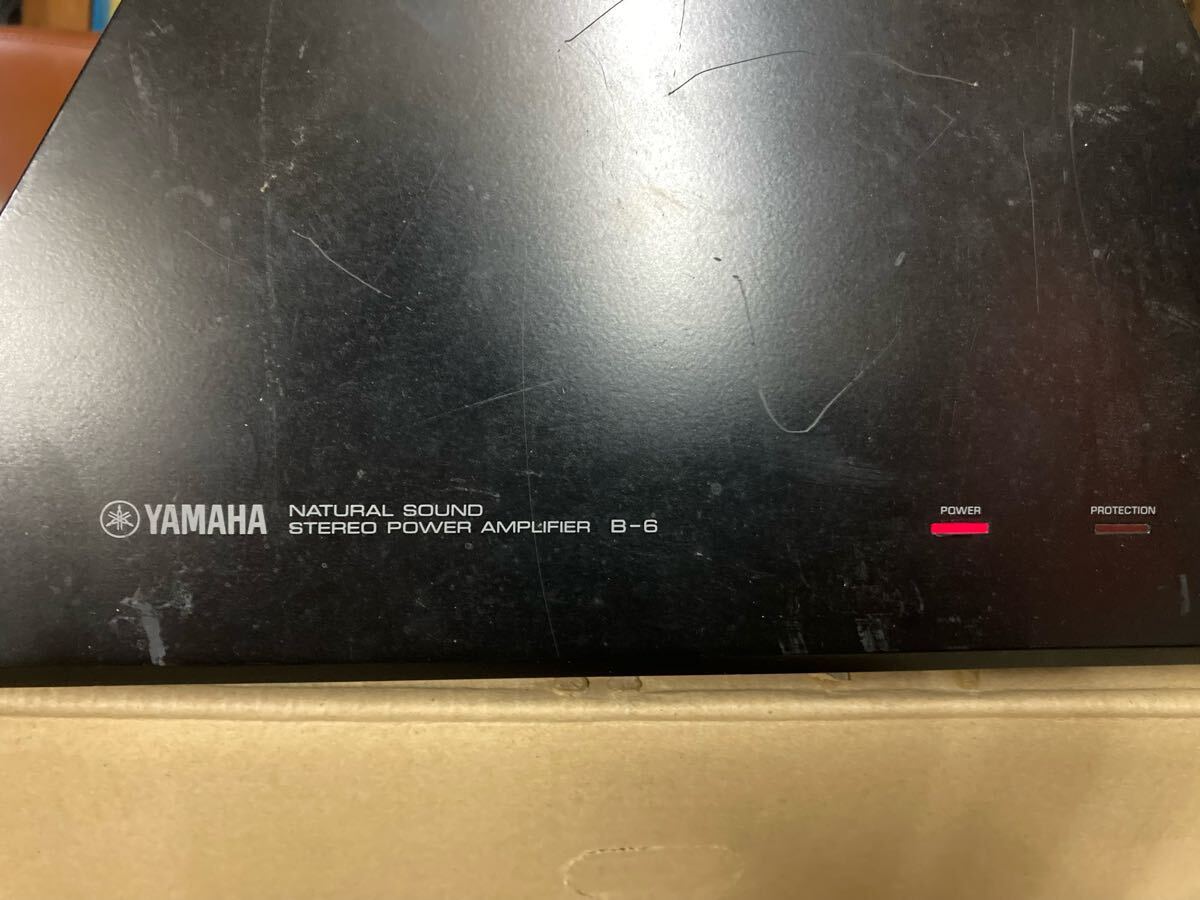 YAMAHA
NATURAL SOUND
STEREO POWER AMPLIFIER B-6
POWER
PROTECTION